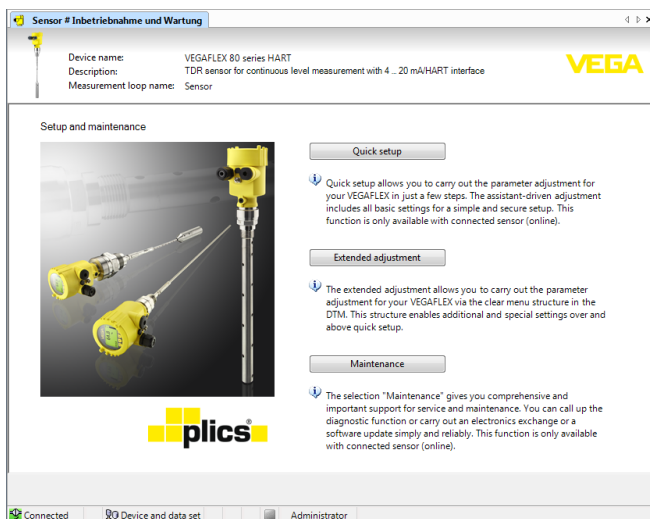 Sensor # Inbetriebnahme und Wartung
Device name: VEGAFLEX 80 series HART
Description: TDR sensor for continuous level measurement with 4 .. 20 mA/HART interface
Measurement loop name: Sensor
VEGA
Setup and maintenance
Quick setup
Quick setup allows you to carry out the parameter adjustment for
your VEGAFLEX in just a few steps. The assistant-driven adjustment
includes all basic settings for a simple and secure setup. This
function is only available with connected sensor (online).
Extended adjustment
The extended adjustment allows you to carry out the parameter
adjustment for your VEGAFLEX via the clear menu structure in the
DTM. This structure enables additional and special settings over and
above quick setup.
Maintenance
The selection "Maintenance" gives you comprehensive and
important support for service and maintenance. You can call up the
diagnostic function or carry out an electronics exchange or a
software update simply and reliably. This function is only available
with connected sensor (online).
plics®
Connected Device and data set Administrator